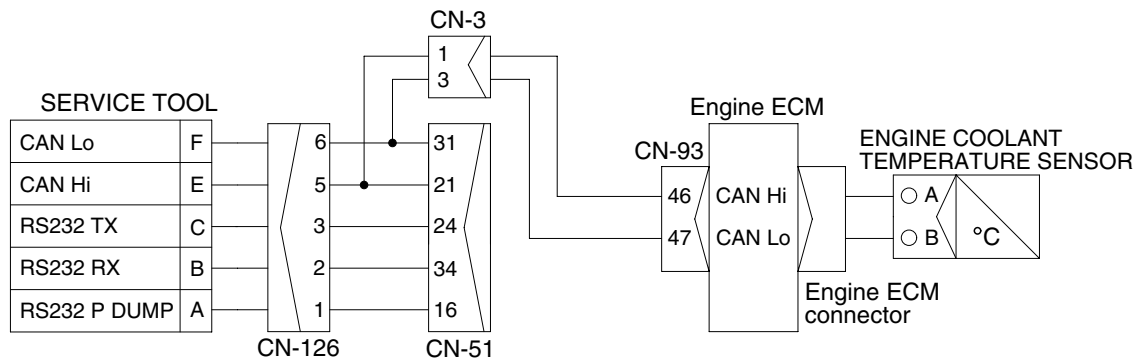 CN-3
1
3
SERVICE TOOL
CAN Lo F 6 31
CAN Hi E 5 21
RS232 TX C 3 24
RS232 RX B 2 34
RS232 P DUMP A 1 16
CN-126
CN-51
Engine ECM
CN-93
46 CAN Hi
47 CAN Lo
Engine ECM
connector
ENGINE COOLANT
TEMPERATURE SENSOR
A
B
°C